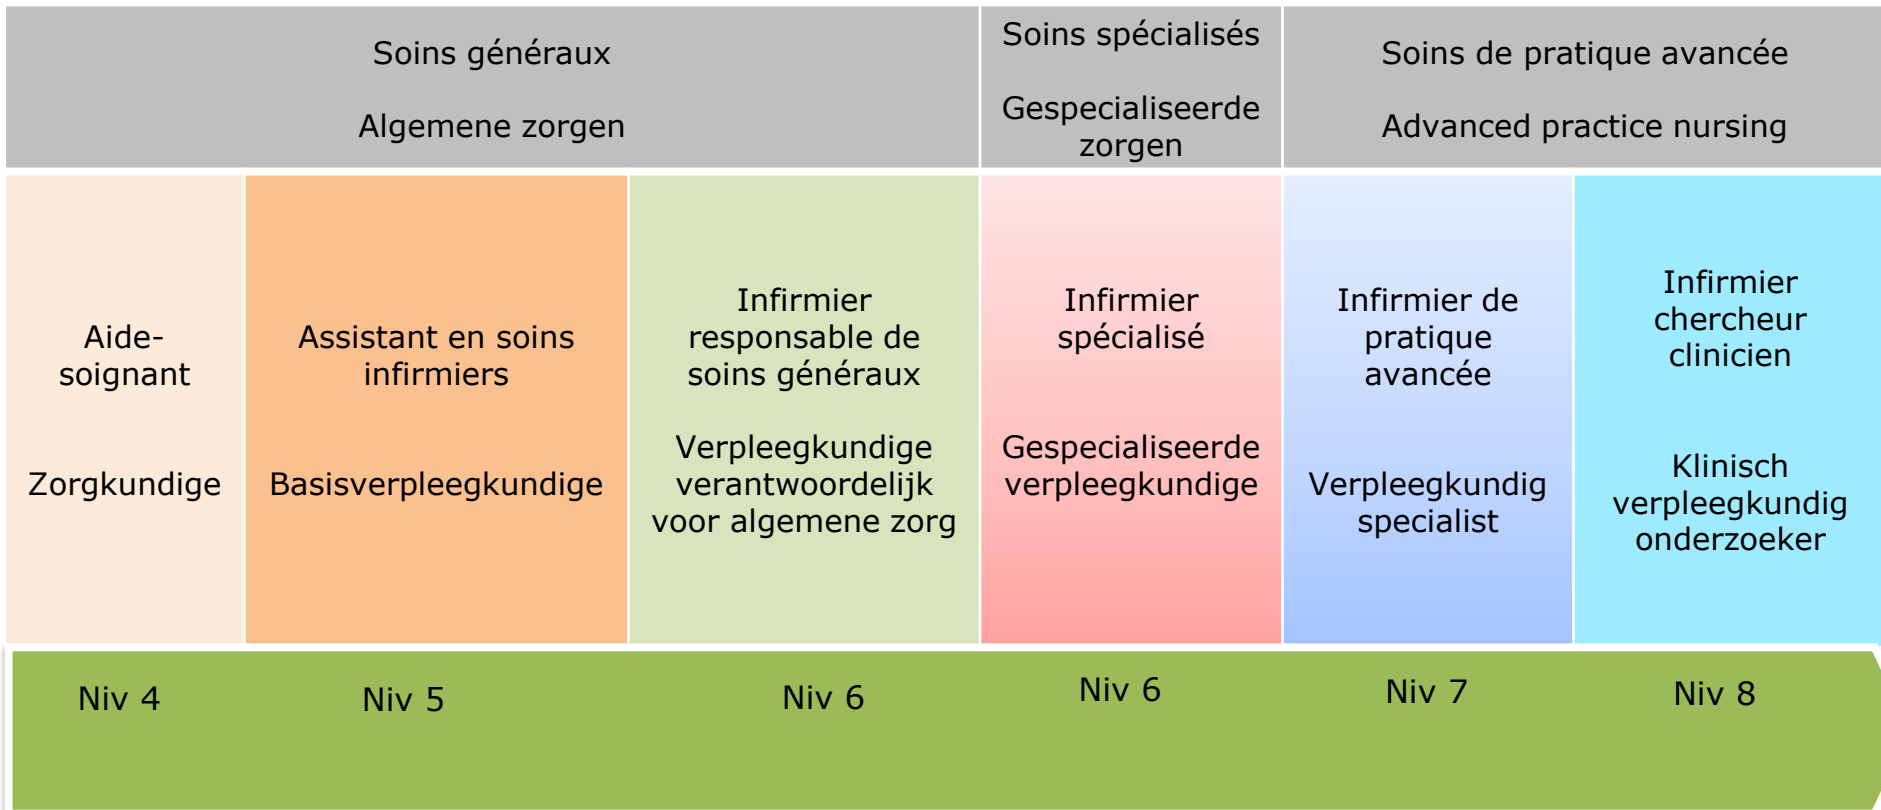 Soins généraux
Algemene zorgen
Soins spécialisés
Gespecialiseerde
zorgen
Soins de pratique avancée
Advanced practice nursing
Aide-
soignant
Zorgkundige
Assistant en soins
infirmiers
Basisverpleegkundige
Infirmier
responsable de
soins généraux
Verpleegkundige
verantwoordelijk
voor algemene zorg
Infirmier
spécialisé
Gespecialiseerde
verpleegkundige
Infirmier de
pratique
avancée
Verpleegkundig
specialist
Infirmier
chercheur
clinicien
Klinisch
verpleegkundig
onderzoeker
Niv 4
Niv 5
Niv 6
Niv 6
Niv 7
Niv 8